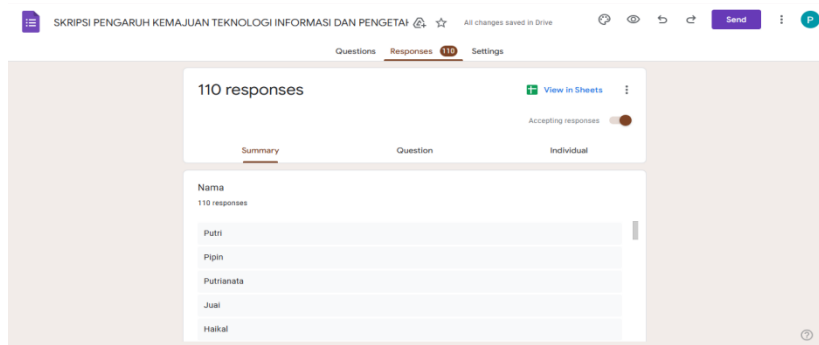 SKRIPSI PENGARUH KEMAJUAN TEKNOLOGI INFORMASI DAN PENGETAH
All changes saved in Drive
Send
P
Questions Responses 110 Settings
110 responses
View in Sheets
Accepting responses
Summary Question Individual
Nama
110 responses
Putri
Pipin
Putrianata
Juai
Haikal